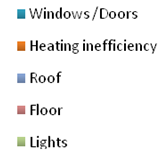 Windows/Doors
Heating inefficiency
Roof
Floor
Lights